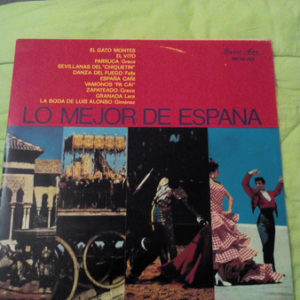 EL GATO MONTES
EL VITO
FARRUCA Greco
SEVILLANAS DEL "CHIQUETIN"
DANZA DEL FUEGO Falla
ESPAÑA CAÑI
VAMONOS "PA CAI"
ZAPATEADO Greco
GRANADA Lara
LA BODA DE LUIS ALONSO Giménez
LO MEJOR DE ESPAÑA